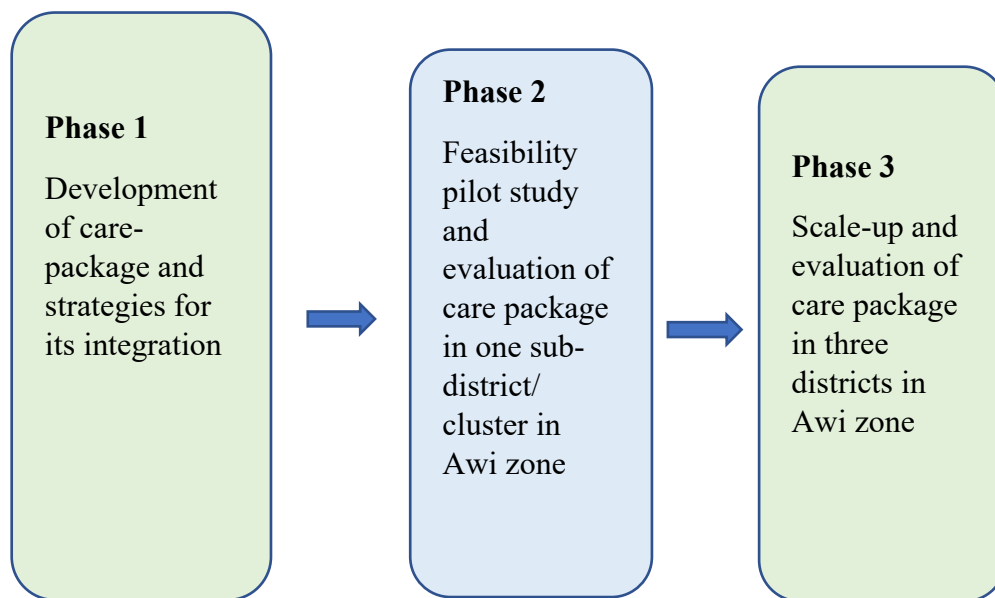 Phase 1
Development
of care-
package and
strategies for
its integration
Phase 2
Feasibility
pilot study
and
evaluation of
care package
in one sub-
district/
cluster in
Awi zone
Phase 3
Scale-up and
evaluation of
care package
in three
districts in
Awi zone